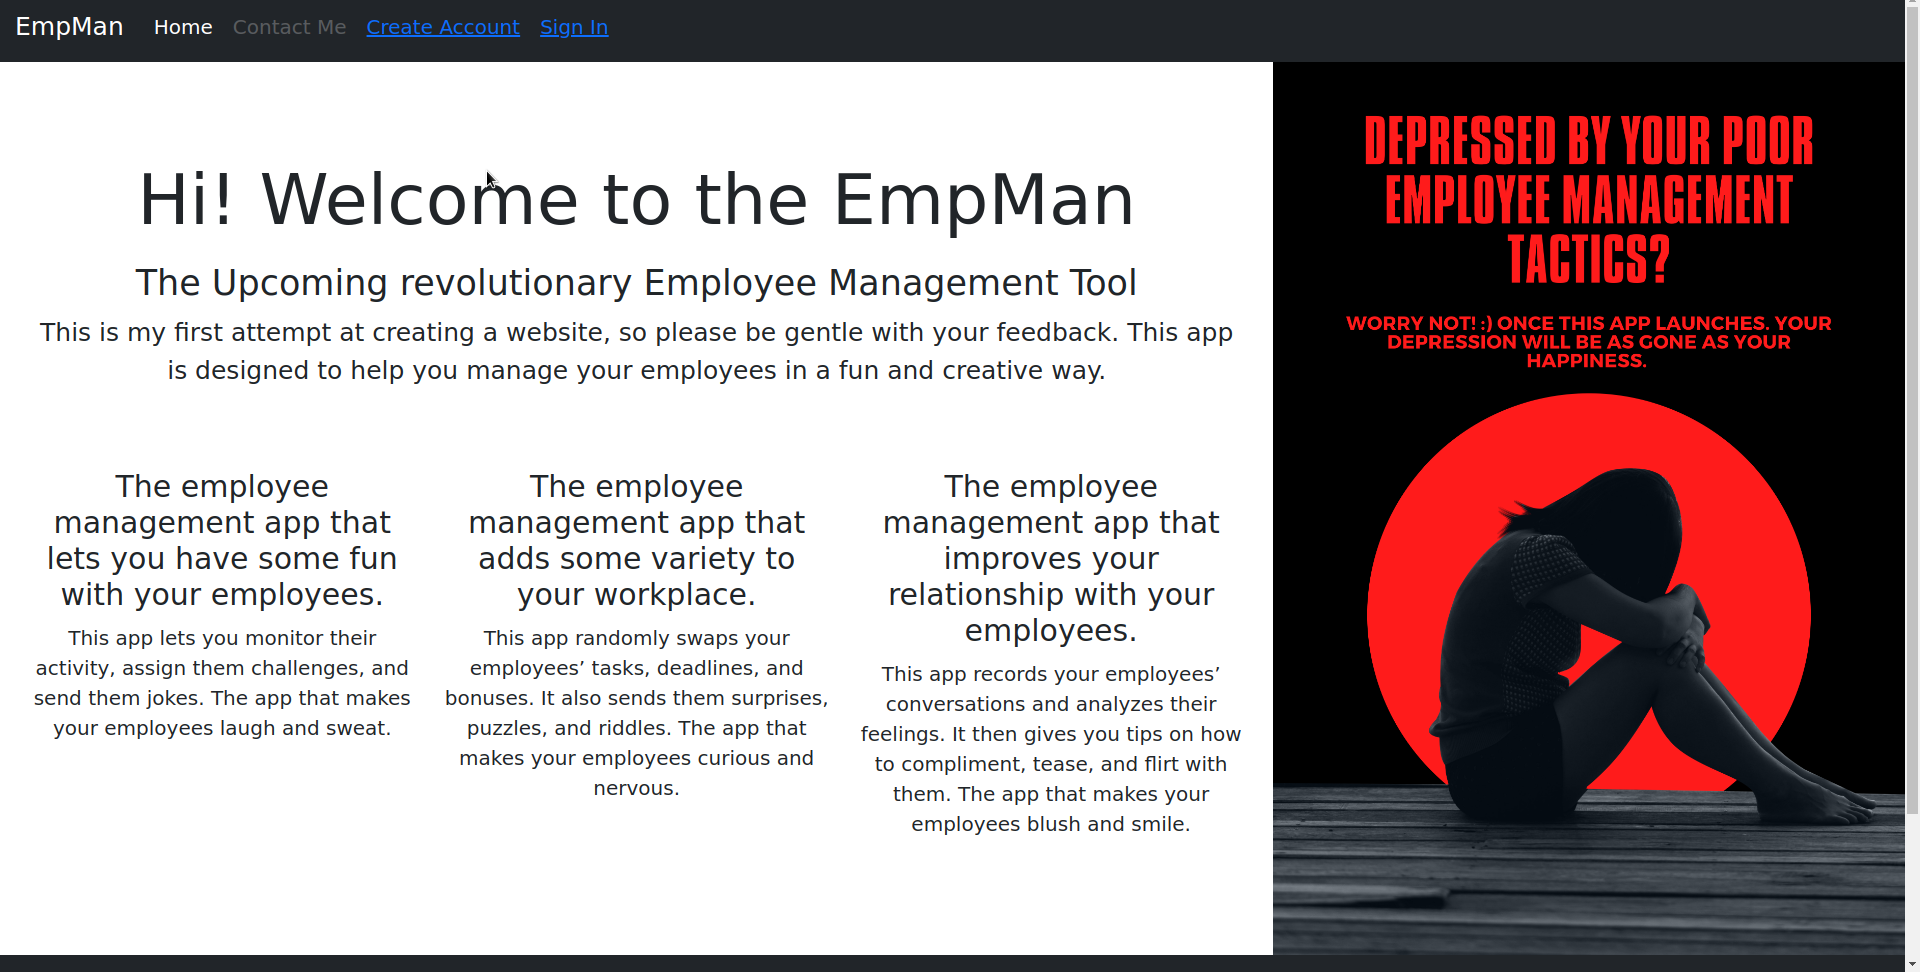 EmpMan Home Contact Me Create Account Sign In
Hi! Welcome to the EmpMan
The Upcoming revolutionary Employee Management Tool
This is my first attempt at creating a website, so please be gentle with your feedback. This app
is designed to help you manage your employees in a fun and creative way.
The employee
management app that
lets you have some fun
with your employees.
This app lets you monitor their
activity, assign them challenges, and
send them jokes. The app that makes
your employees laugh and sweat.
The employee
management app that
adds some variety to
your workplace.
This app randomly swaps your
employees’ tasks, deadlines, and
bonuses. It also sends them surprises,
puzzles, and riddles. The app that
makes your employees curious and
nervous.
The employee
management app that
improves your
relationship with your
employees.
This app records your employees’
conversations and analyzes their
feelings. It then gives you tips on how
to compliment, tease, and flirt with
them. The app that makes your
employees blush and smile.
DEPRESSED BY YOUR POOR
EMPLOYEE MANAGEMENT
TACTICS?
WORRY NOT! :) ONCE THIS APP LAUNCHES. YOUR
DEPRESSION WILL BE AS GONE AS YOUR
HAPPINESS.